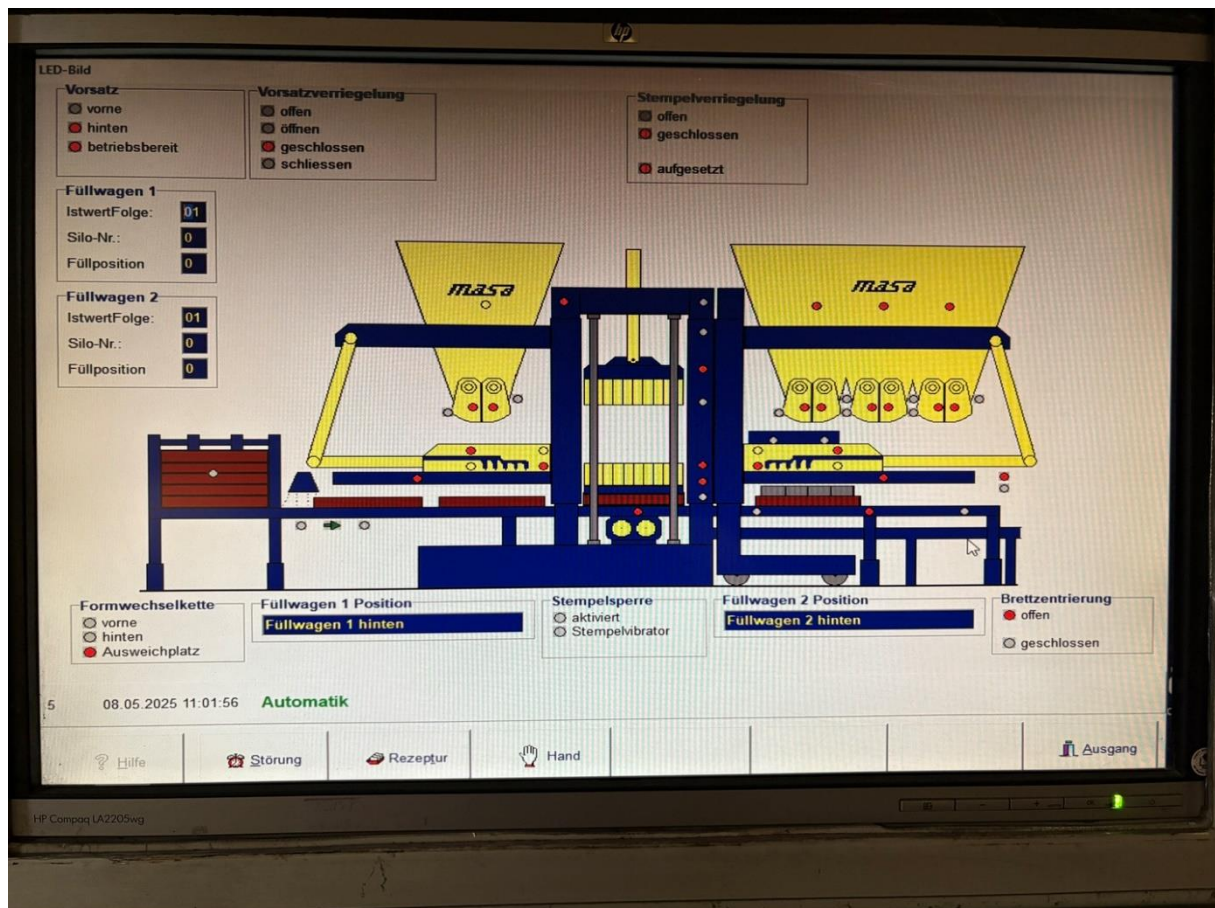 hp
LED-Bild
Vorsatz
vorne
hinten
betriebsbereit
Vorsatzverriegelung
offen
öffnen
geschlossen
schliessen
Stempelverriegelung
offen
geschlossen
aufgesetzt
Füllwagen 1
IstwertFolge: 01
Silo-Nr.: 0
Füllposition 0
Füllwagen 2
IstwertFolge: 01
Silo-Nr.: 0
Füllposition 0
masa
masa
Formwechselkette
vorne
hinten
Ausweichplatz
Füllwagen 1 Position
Füllwagen 1 hinten
Stempelsperre
aktiviert
Stempelvibrator
Füllwagen 2 Position
Füllwagen 2 hinten
Brettzentrierung
offen
geschlossen
5 08.05.2025 11:01:56 Automatik
Hilfe
Störung
Rezeptur
Hand
Ausgang
HP Compaq LA2205wg